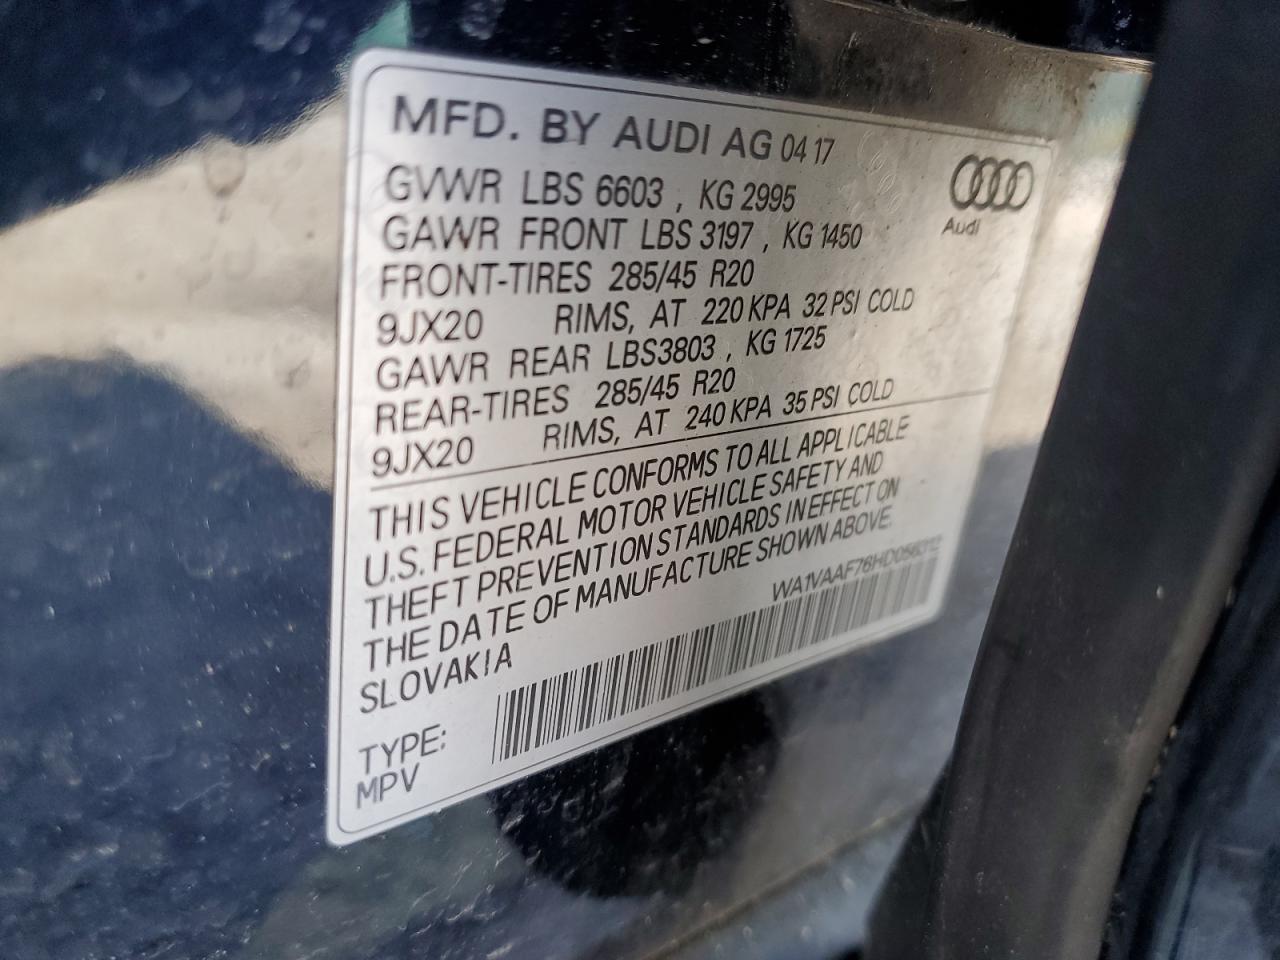 MFD. BY AUDI AG 04 17
GVWR LBS 6603 , KG 2995
GAWR FRONT LBS 3197 , KG 1450
FRONT-TIRES 285/45 R20
9JX20 RIMS, AT 220 KPA 32 PSI COLD
GAWR REAR LBS3803 , KG 1725
REAR-TIRES 285/45 R20
9JX20 RIMS, AT 240 KPA 35 PSI COLD
Audi
THIS VEHICLE CONFORMS TO ALL APPLICABLE
U.S. FEDERAL MOTOR VEHICLE SAFETY AND
THEFT PREVENTION STANDARDS IN EFFECT ON
THE DATE OF MANUFACTURE SHOWN ABOVE.
SLOVAKIA
TYPE:
MPV